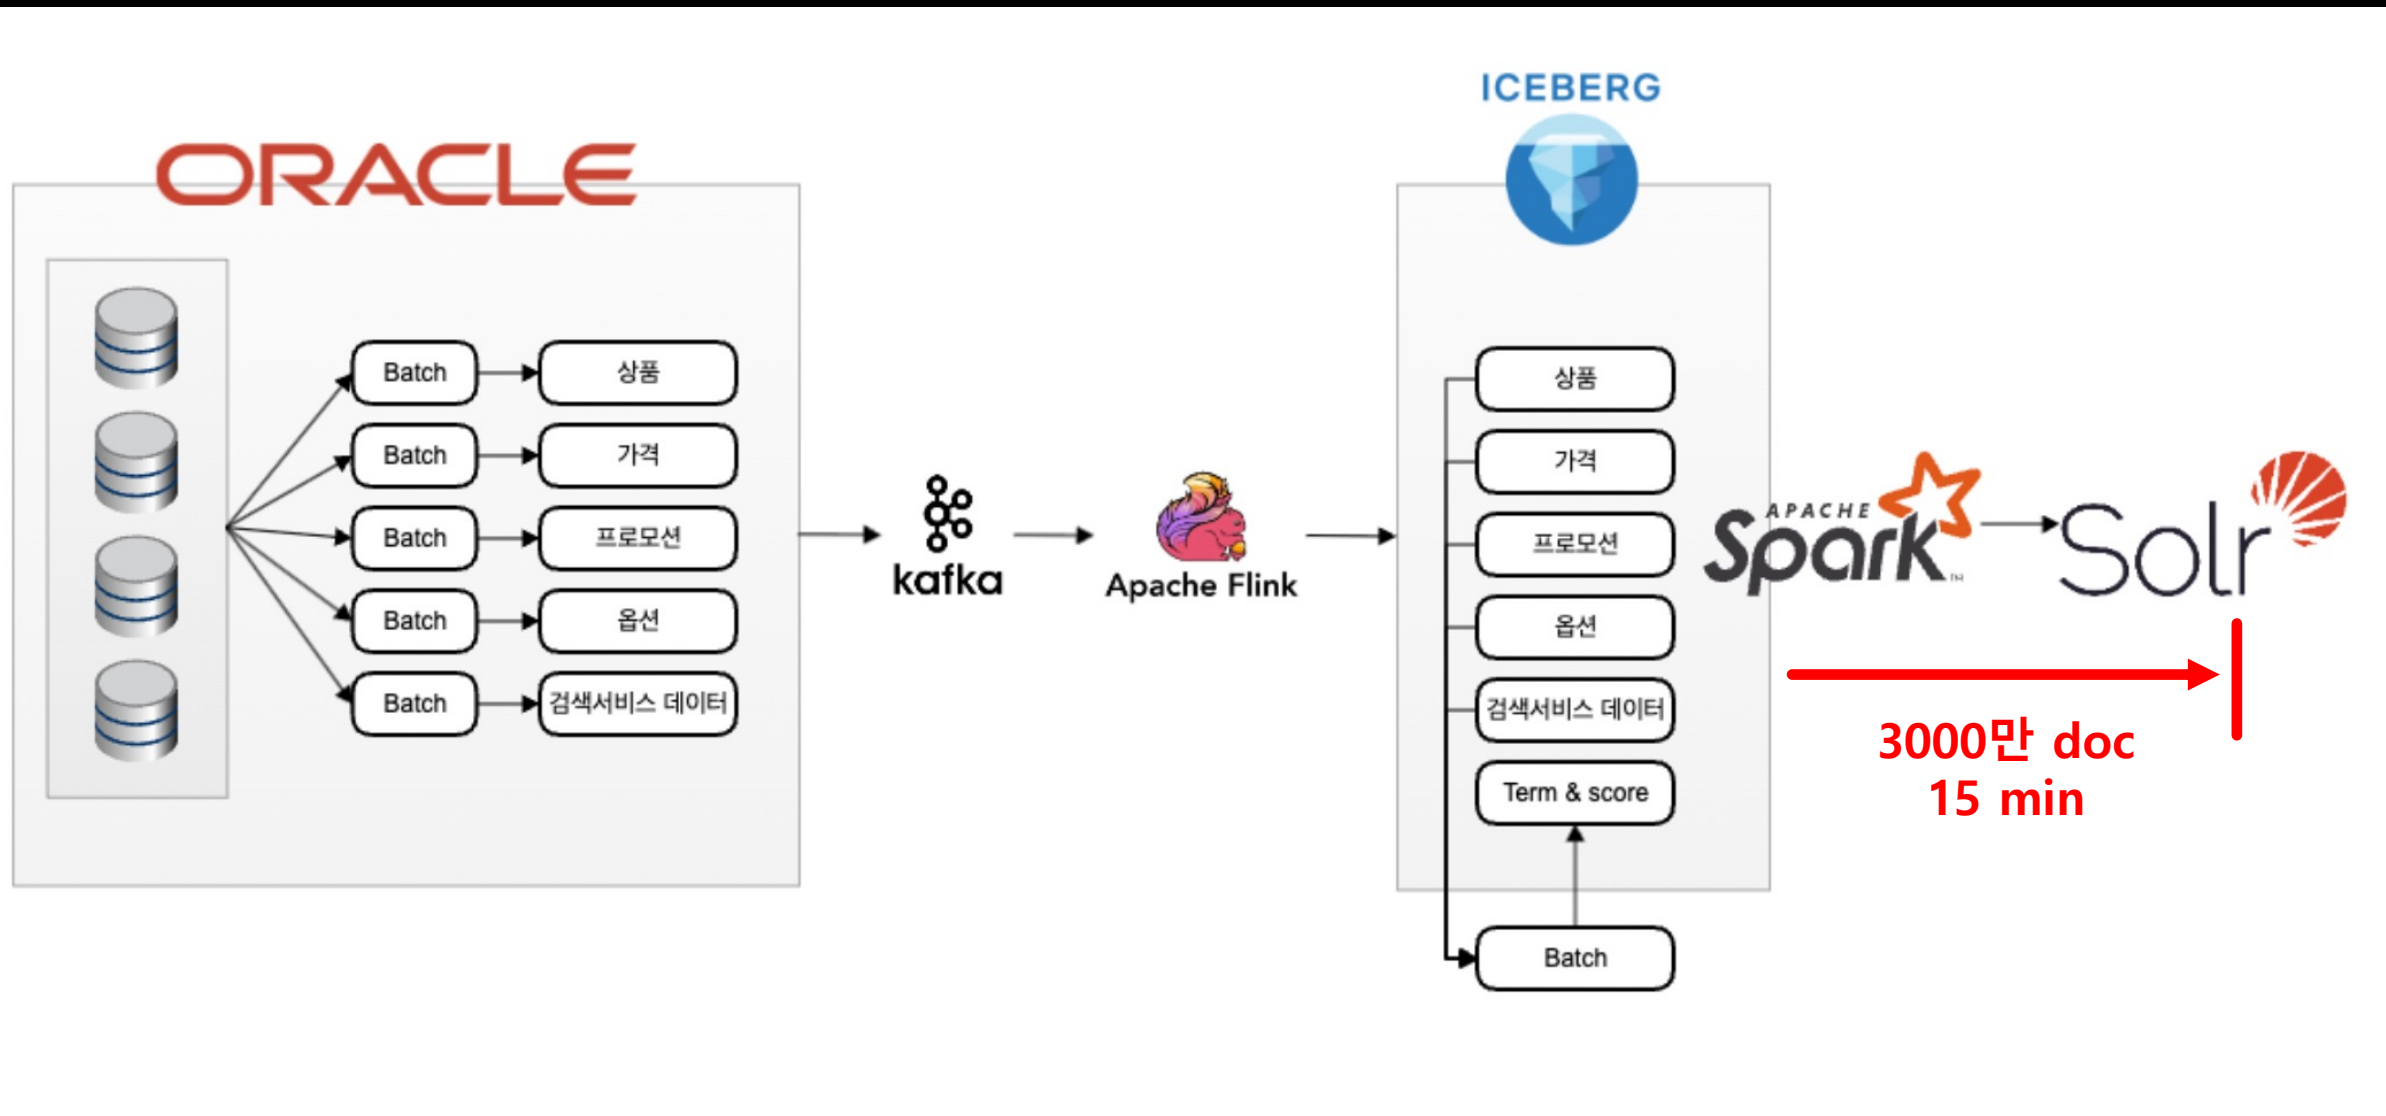 ORACLE
Batch
상품
Batch
가격
Batch
프로모션
Batch
옵션
Batch
검색서비스 데이터
kafka
Apache Flink
ICEBERG
상품
가격
프로모션
옵션
검색서비스 데이터
Term & score
Batch
APACHE
Spark
TM
Solr
3000만 doc
15 min